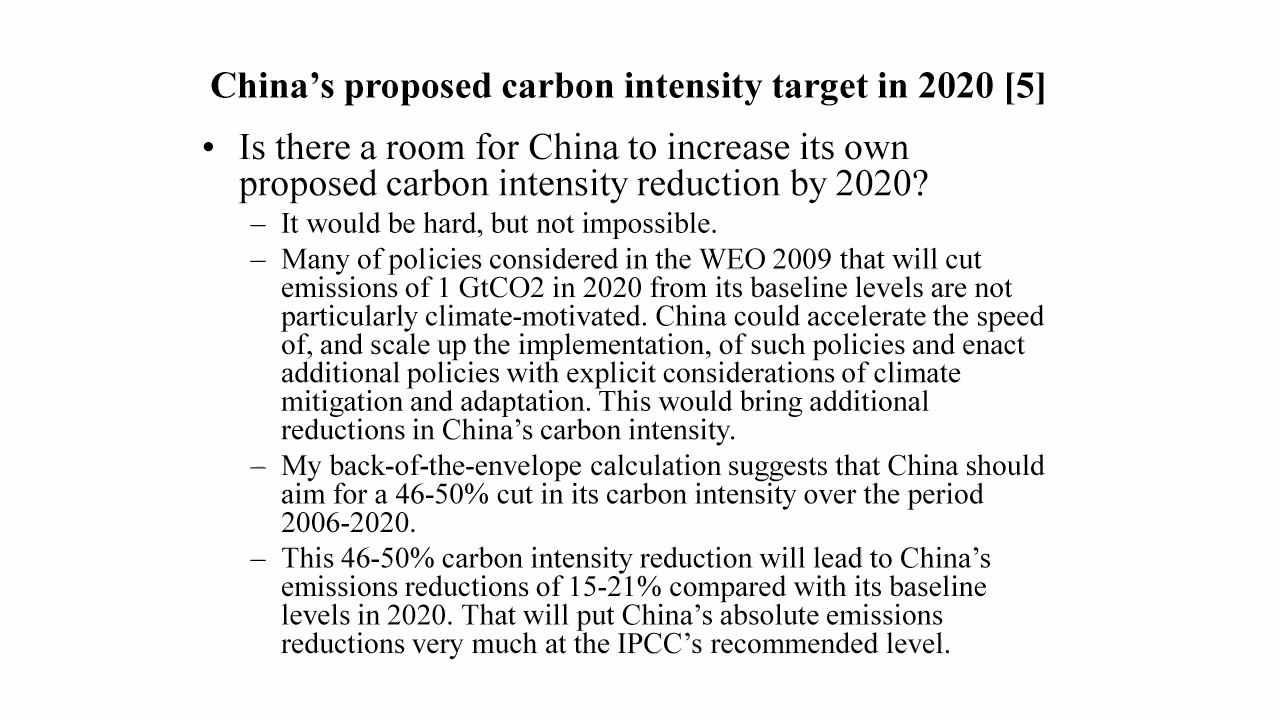 China’s proposed carbon intensity target in 2020 [5]
• Is there a room for China to increase its own
proposed carbon intensity reduction by 2020?
– It would be hard, but not impossible.
– Many of policies considered in the WEO 2009 that will cut
emissions of 1 GtCO2 in 2020 from its baseline levels are not
particularly climate-motivated. China could accelerate the speed
of, and scale up the implementation, of such policies and enact
additional policies with explicit considerations of climate
mitigation and adaptation. This would bring additional
reductions in China’s carbon intensity.
– My back-of-the-envelope calculation suggests that China should
aim for a 46-50% cut in its carbon intensity over the period
2006-2020.
– This 46-50% carbon intensity reduction will lead to China’s
emissions reductions of 15-21% compared with its baseline
levels in 2020. That will put China’s absolute emissions
reductions very much at the IPCC’s recommended level.